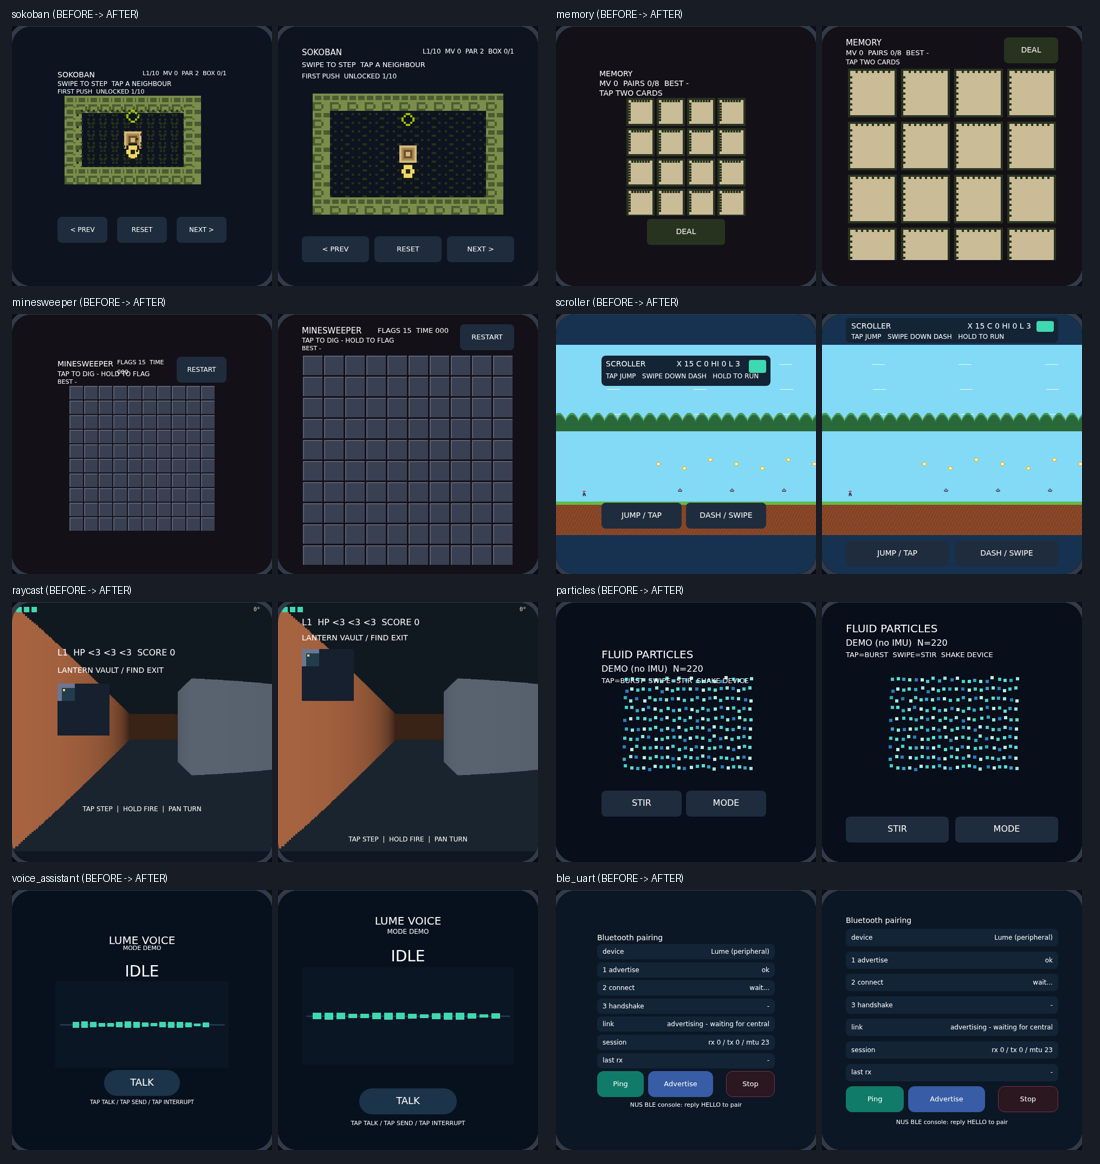 sokoban (BEFORE -> AFTER)
SOKOBAN L1/10 MV 0 PAR 2 BOX 0/1
SWIPE TO STEP TAP A NEIGHBOUR
FIRST PUSH UNLOCKED 1/10
< PREV RESET NEXT >
SOKOBAN L1/10 MV 0 PAR 2 BOX 0/1
SWIPE TO STEP TAP A NEIGHBOUR
FIRST PUSH UNLOCKED 1/10
< PREV RESET NEXT >
memory (BEFORE -> AFTER)
MEMORY
MV 0 PAIRS 0/8 BEST -
TAP TWO CARDS
DEAL
MEMORY
MV 0 PAIRS 0/8 BEST -
TAP TWO CARDS
DEAL
minesweeper (BEFORE -> AFTER)
MINESWEEPER FLAGS 15 TIME
000
TAP TO DIG - HOLD TO FLAG
BEST -
RESTART
MINESWEEPER FLAGS 15 TIME 000
TAP TO DIG - HOLD TO FLAG
BEST -
RESTART
scroller (BEFORE -> AFTER)
SCROLLER X 15 C 0 HI 0 L 3
TAP JUMP SWIPE DOWN DASH HOLD TO RUN
JUMP / TAP DASH / SWIPE
SCROLLER X 15 C 0 HI 0 L 3
TAP JUMP SWIPE DOWN DASH HOLD TO RUN
JUMP / TAP DASH / SWIPE
raycast (BEFORE -> AFTER)
0°
L1 HP <3 <3 <3 SCORE 0
LANTERN VAULT / FIND EXIT
TAP STEP | HOLD FIRE | PAN TURN
0°
L1 HP <3 <3 <3 SCORE 0
LANTERN VAULT / FIND EXIT
TAP STEP | HOLD FIRE | PAN TURN
particles (BEFORE -> AFTER)
FLUID PARTICLES
DEMO (no IMU) N=220
TAP=BURST SWIPE=STIR SHAKE DEVICE
STIR MODE
FLUID PARTICLES
DEMO (no IMU) N=220
TAP=BURST SWIPE=STIR SHAKE DEVICE
STIR MODE
voice_assistant (BEFORE -> AFTER)
LUME VOICE
MODE DEMO
IDLE
TALK
TAP TALK / TAP SEND / TAP INTERRUPT
LUME VOICE
MODE DEMO
IDLE
TALK
TAP TALK / TAP SEND / TAP INTERRUPT
ble_uart (BEFORE -> AFTER)
Bluetooth pairing
device Lume (peripheral)
1 advertise ok
2 connect wait...
3 handshake -
link advertising - waiting for central
session rx 0 / tx 0 / mtu 23
last rx -
Ping Advertise Stop
NUS BLE console: reply HELLO to pair
Bluetooth pairing
device Lume (peripheral)
1 advertise ok
2 connect wait...
3 handshake -
link advertising - waiting for central
session rx 0 / tx 0 / mtu 23
last rx -
Ping Advertise Stop
NUS BLE console: reply HELLO to pair